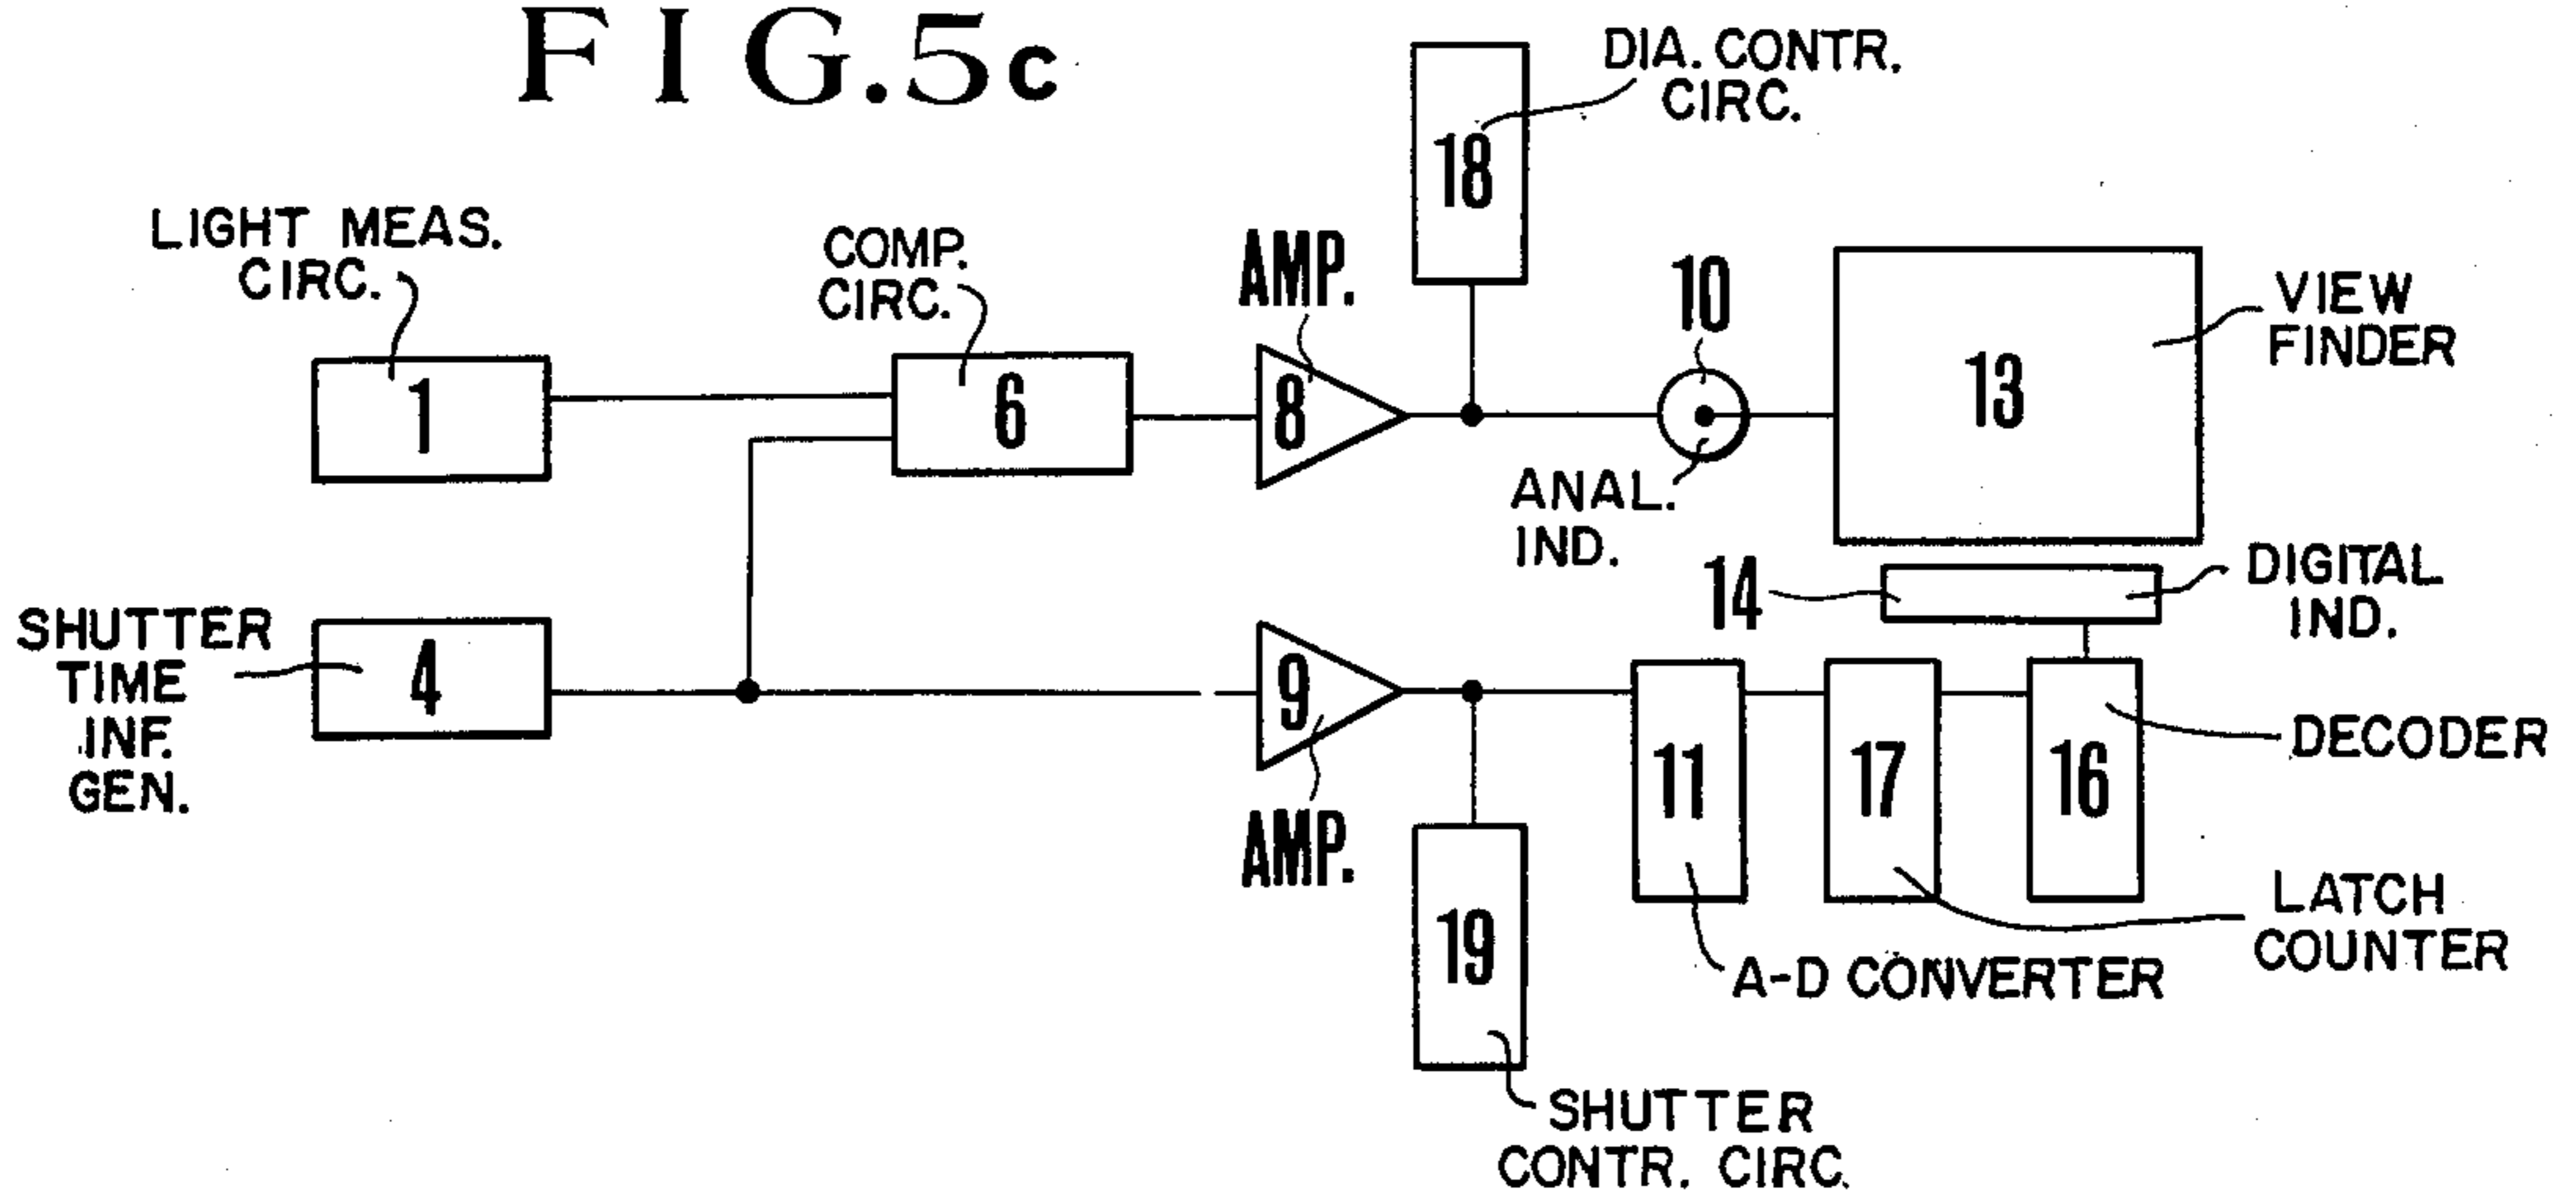 FIG.5c
DIA. CONTR.
CIRC.
18
LIGHT MEAS.
CIRC.
COMP.
CIRC.
AMP.
10
VIEW
FINDER
1
6
8
13
ANAL.
IND.
14
DIGITAL
IND.
SHUTTER
TIME
INF.
GEN.
4
9
11
17
16
DECODER
AMP.
19
LATCH
COUNTER
A-D CONVERTER
SHUTTER
CONTR. CIRC.